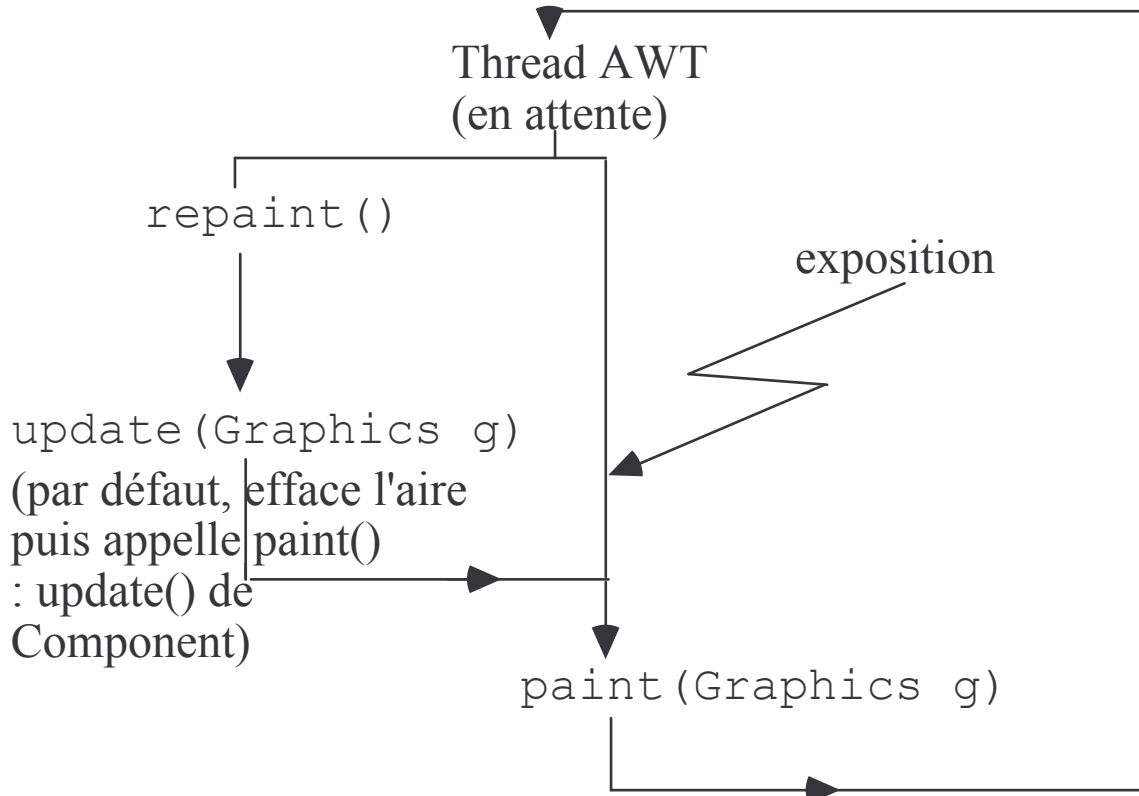 Thread AWT
(en attente)
repaint()
exposition
update(Graphics g)
(par défaut, efface l'aire
puis appelle paint()
: update() de
Component)
paint(Graphics g)